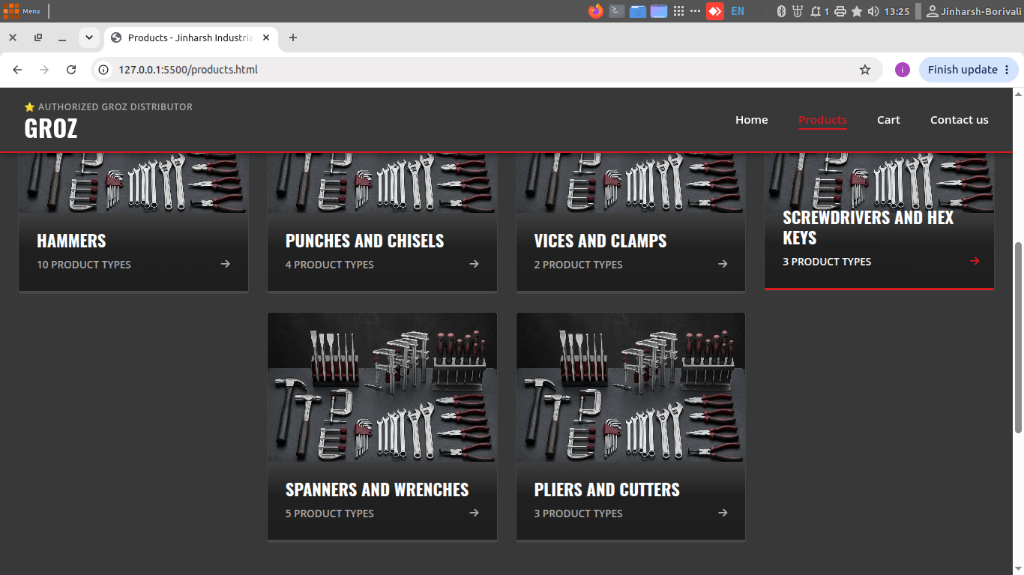 Menu
1
EN
13:25
Jinharsh-Borivali
Products - Jinharsh Industria
127.0.0.1:5500/products.html
i
Finish update
AUTHORIZED GROZ DISTRIBUTOR
GROZ
Home
Products
Cart
Contact us
HAMMERS
10 PRODUCT TYPES
PUNCHES AND CHISELS
4 PRODUCT TYPES
VICES AND CLAMPS
2 PRODUCT TYPES
SCREWDRIVERS AND HEX
KEYS
3 PRODUCT TYPES
SPANNERS AND WRENCHES
5 PRODUCT TYPES
PLIERS AND CUTTERS
3 PRODUCT TYPES